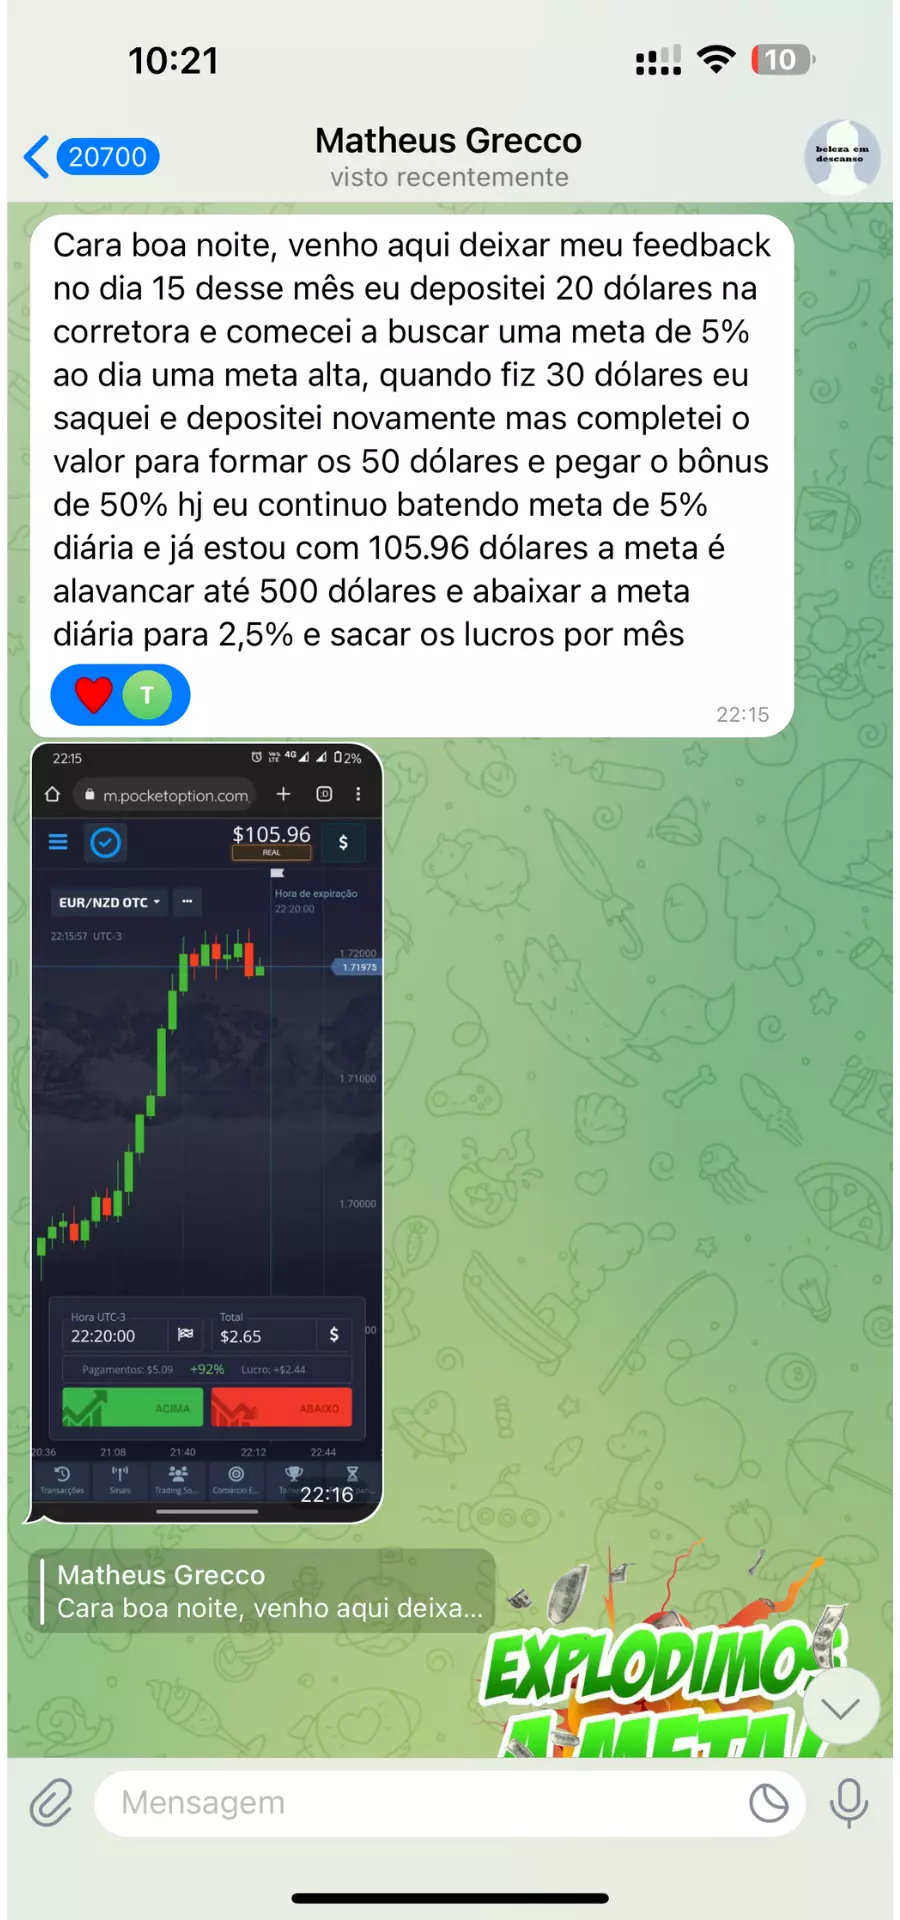 10:21
10
20700
Matheus Grecco
visto recentemente
beleza em
descanso
Cara boa noite, venho aqui deixar meu feedback
no dia 15 desse mês eu depositei 20 dólares na
corretora e comecei a buscar uma meta de 5%
ao dia uma meta alta, quando fiz 30 dólares eu
saquei e depositei novamente mas completei o
valor para formar os 50 dólares e pegar o bônus
de 50% hj eu continuo batendo meta de 5%
diária e já estou com 105.96 dólares a meta é
alavancar até 500 dólares e abaixar a meta
diária para 2,5% e sacar os lucros por mês
T
22:15
22:15
4G
2%
m.pocketoption.com
$105.96
REAL
$
EUR/NZD OTC
Hora de expiração
22:20:00
22:15:57 UTC-3
1.72000
1.71975
1.71000
1.70000
Hora UTC-3
22:20:00
Total
$2.65
$
00
Pagamentos: $5.09 +92% Lucro: +$2.44
ACIMA
ABAIXO
20:36 21:08 21:40 22:12 22:44
Transacções
Sinais
Trading So...
Comércio E...
22:16
Matheus Grecco
Cara boa noite, venho aqui deixa...
EXPLODIMOS
A META!
Mensagem